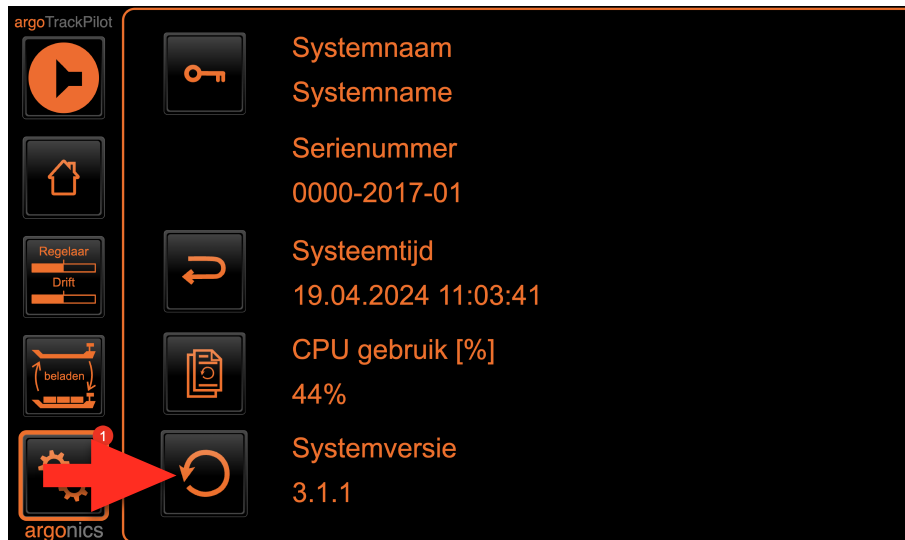 argoTrackPilot
Systemnaam
Systemname
Serienummer
0000-2017-01
Regelaar
Drift
Systeemtijd
19.04.2024 11:03:41
beladen
CPU gebruik [%]
44%
1
Systemversie
3.1.1
argonics